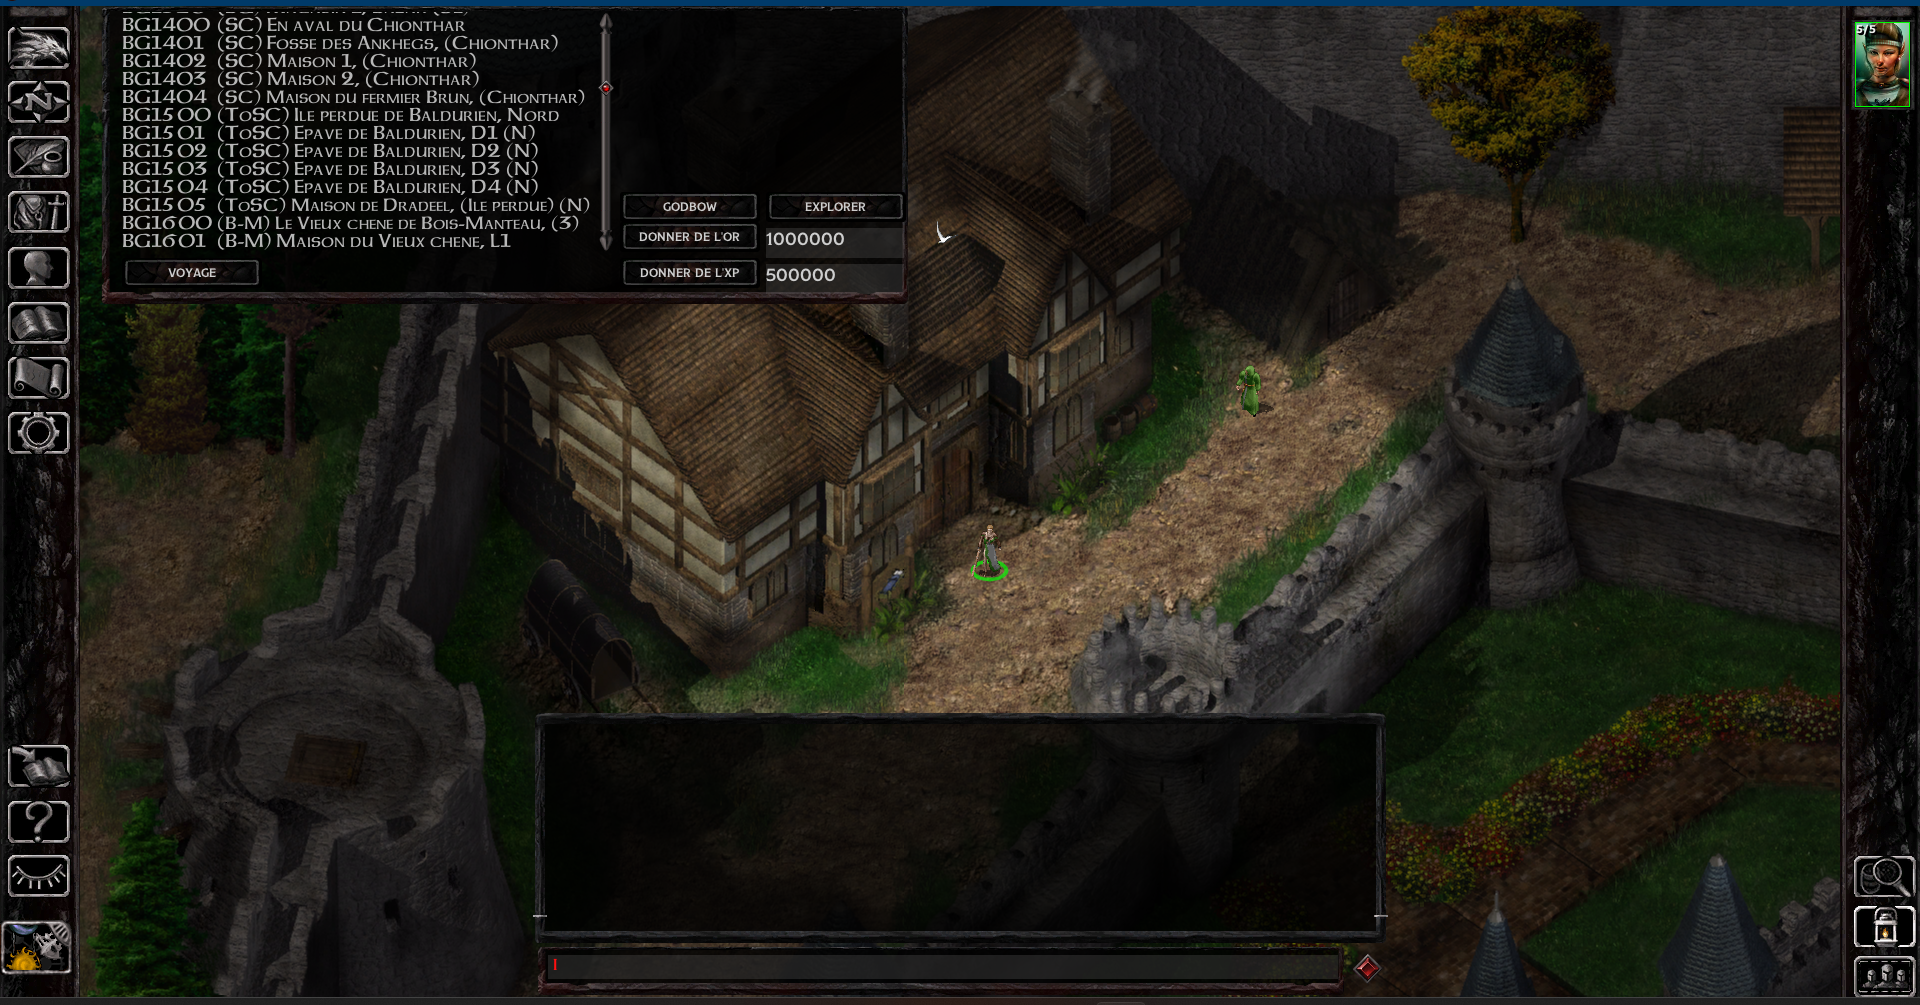 BG1400 (SC) En aval du Chionthar
BG1401 (SC) Fosse des Ankhegs, (Chionthar)
BG1402 (SC) Maison 1, (Chionthar)
BG1403 (SC) Maison 2, (Chionthar)
BG1404 (SC) Maison du fermier Brun, (Chionthar)
BG1500 (ToSC) Ile perdue de Baldurien, Nord
BG1501 (ToSC) Epave de Baldurien, D1 (N)
BG1502 (ToSC) Epave de Baldurien, D2 (N)
BG1503 (ToSC) Epave de Baldurien, D3 (N)
BG1504 (ToSC) Epave de Baldurien, D4 (N)
BG1505 (ToSC) Maison de Dradeel, (Ile perdue) (N)
BG1600 (B-M) Le Vieux chene de Bois-Manteau, (3)
BG1601 (B-M) Maison du Vieux chene, L1
VOYAGE
GODBOW
EXPLORER
DONNER DE L'OR
1000000
DONNER DE L'XP
500000
5/5
N
?